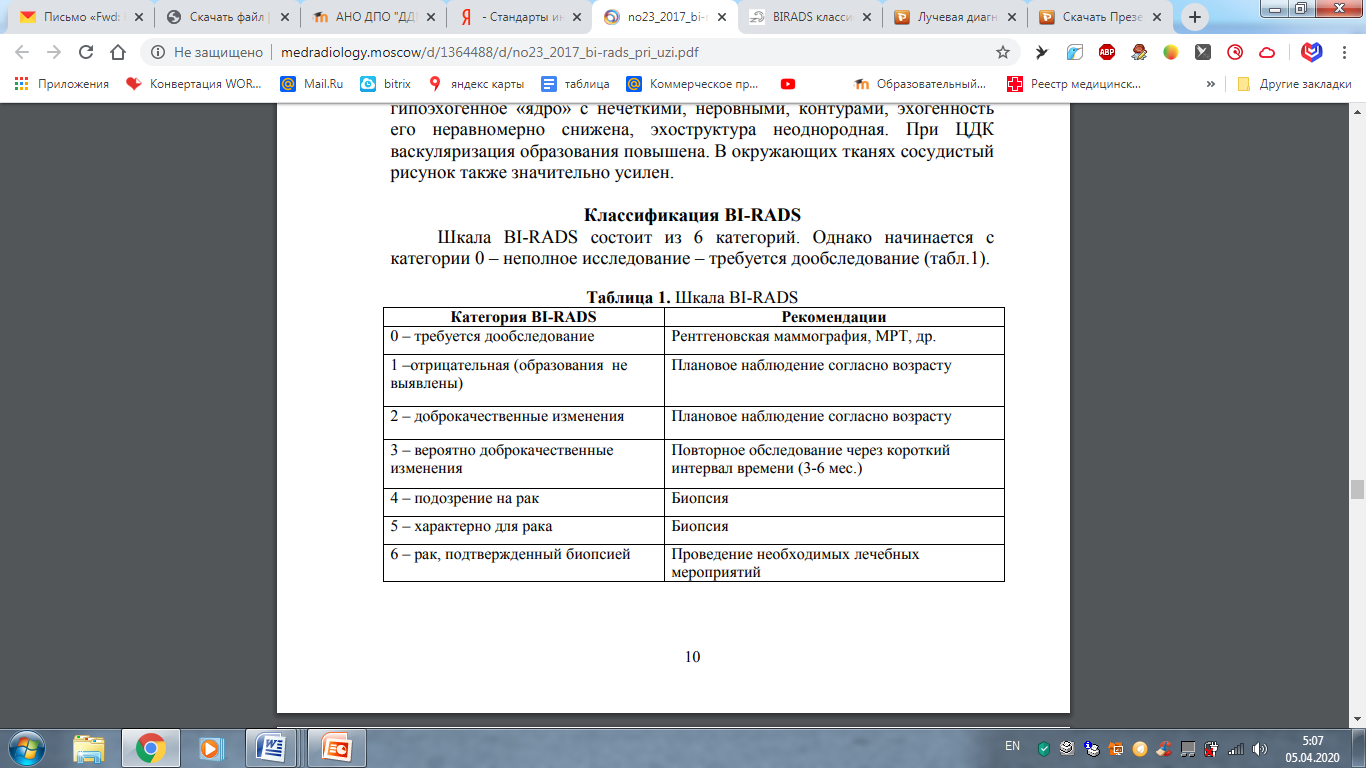 Письмо «Fwd:
Скачать файл
АНО ДПО "ДДП
- Стандарты ин
no23_2017_bi-r
BIRADS класси
Лучевая диагн
Скачать Презе
Не защищено
medradiology.moscow/d/1364488/d/no23_2017_bi-rads_pri_uzi.pdf
ABP
Приложения
Конвертация WOR...
Mail.Ru
bitrix
яндекс карты
таблица
Коммерческое пр...
Образовательный...
Реестр медицинск...
»
Другие закладки
гипоэхогенное «ядро» с нечеткими, неровными, контурами, эхогенность
его неравномерно снижена, эхоструктура неоднородная. При ЦДК
васкуляризация образования повышена. В окружающих тканях сосудистый
рисунок также значительно усилен.
Классификация BI-RADS
Шкала BI-RADS состоит из 6 категорий. Однако начинается с
категории 0 – неполное исследование – требуется дообследование (табл.1).
Таблица 1. Шкала BI-RADS
Категория BI-RADS
Рекомендации
0 – требуется дообследование
Рентгеновская маммография, МРТ, др.
1 –отрицательная (образования не
выявлены)
Плановое наблюдение согласно возрасту
2 – доброкачественные изменения
Плановое наблюдение согласно возрасту
3 – вероятно доброкачественные
изменения
Повторное обследование через короткий
интервал времени (3-6 мес.)
4 – подозрение на рак
Биопсия
5 – характерно для рака
Биопсия
6 – рак, подтвержденный биопсией
Проведение необходимых лечебных
мероприятий
10
EN
5:07
05.04.2020